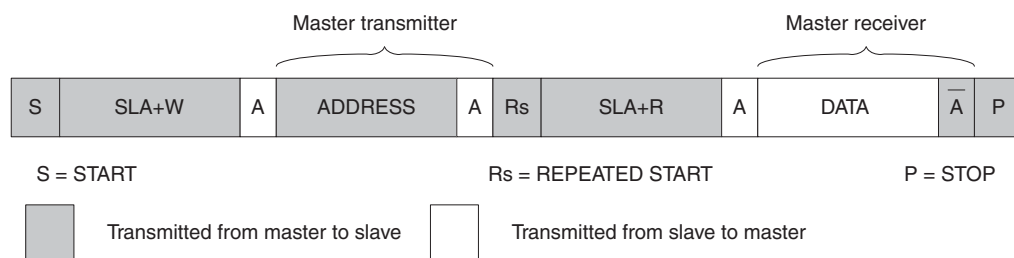 Master transmitter Master receiver
S SLA+W A ADDRESS A Rs SLA+R A DATA A̅ P
S = START Rs = REPEATED START P = STOP
Transmitted from master to slave Transmitted from slave to master